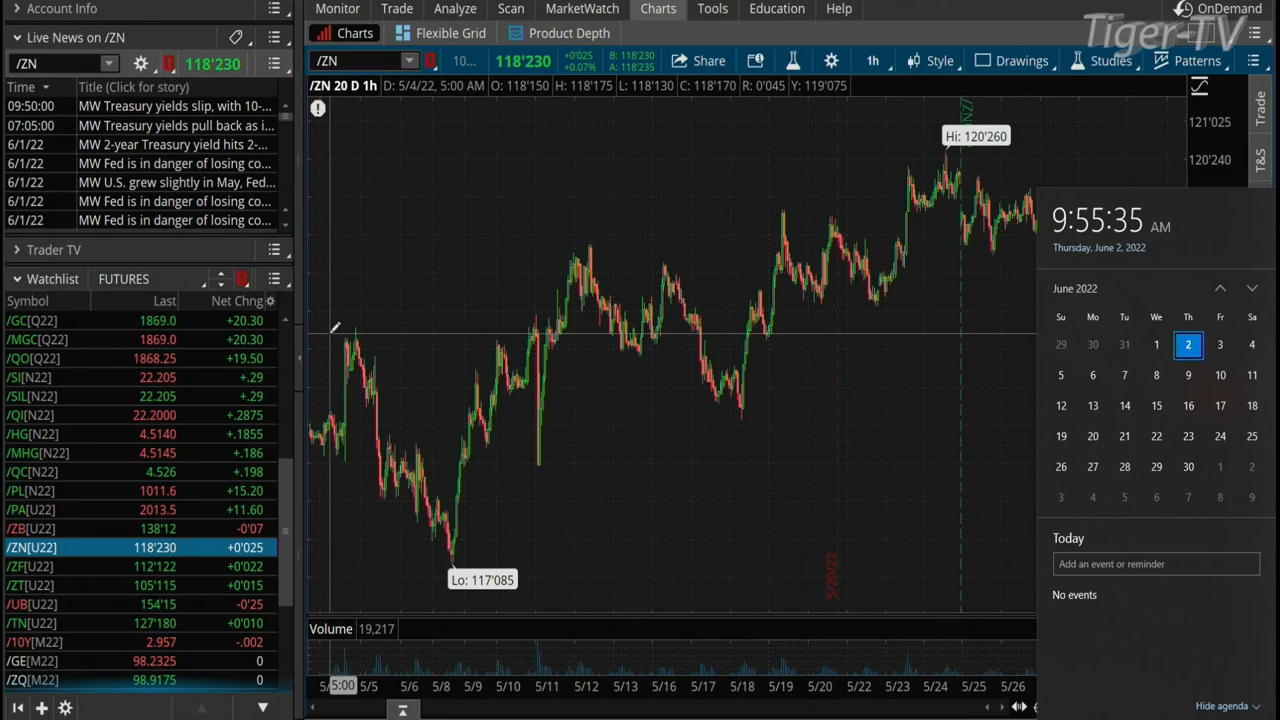 Account Info
Monitor Trade Analyze Scan MarketWatch Charts Tools Education Help
OnDemand
Tiger-TV
Live News on /ZN
Charts Flexible Grid Product Depth
/ZN 118'230
/ZN 10... 118'230 +0'025 +0.07% B: 118'230 A: 118'235 Share 1h Style Drawings Studies Patterns
Time Title (Click for story)
/ZN 20 D 1h D: 5/4/22, 5:00 AM O: 118'150 H: 118'175 L: 118'130 C: 118'170 R: 0'045 Y: 119'075
09:50:00 MW Treasury yields slip, with 10-...
07:05:00 MW Treasury yields pull back as i...
6/1/22 MW 2-year Treasury yield hits 2-...
6/1/22 MW Fed is in danger of losing co...
6/1/22 MW U.S. grew slightly in May, Fed...
6/1/22 MW Fed is in danger of losing co...
6/1/22 MW Fed is in danger of losing co...
Trader TV
Watchlist FUTURES
Symbol Last Net Chng
/GC[Q22] 1869.0 +20.30
/MGC[Q22] 1869.0 +20.30
/QO[Q22] 1868.25 +19.50
/SI[N22] 22.205 +.29
/SIL[N22] 22.205 +.29
/QI[N22] 22.2000 +.2875
/HG[N22] 4.5140 +.1855
/MHG[N22] 4.5145 +.186
/QC[N22] 4.526 +.198
/PL[N22] 1011.6 +15.20
/PA[U22] 2013.5 +11.60
/ZB[U22] 138'12 -0'07
/ZN[U22] 118'230 +0'025
/ZF[U22] 112'122 +0'022
/ZT[U22] 105'115 +0'015
/UB[U22] 154'15 -0'25
/TN[U22] 127'180 +0'010
/10Y[M22] 2.957 -.002
/GE[M22] 98.2325 0
/ZQ[M22] 98.9175 0
Hi: 120'260
Lo: 117'085
5/20/22
121'025
120'240
Trade
T&S
Volume 19,217
5/ 5:00 5/5 5/6 5/8 5/9 5/10 5/11 5/12 5/13 5/16 5/17 5/18 5/19 5/20 5/22 5/23 5/24 5/25 5/26
9:55:35 AM
Thursday, June 2, 2022
June 2022
Su Mo Tu We Th Fr Sa
29 30 31 1 2 3 4
5 6 7 8 9 10 11
12 13 14 15 16 17 18
19 20 21 22 23 24 25
26 27 28 29 30 1 2
3 4 5 6 7 8 9
Today
Add an event or reminder
No events
Hide agenda